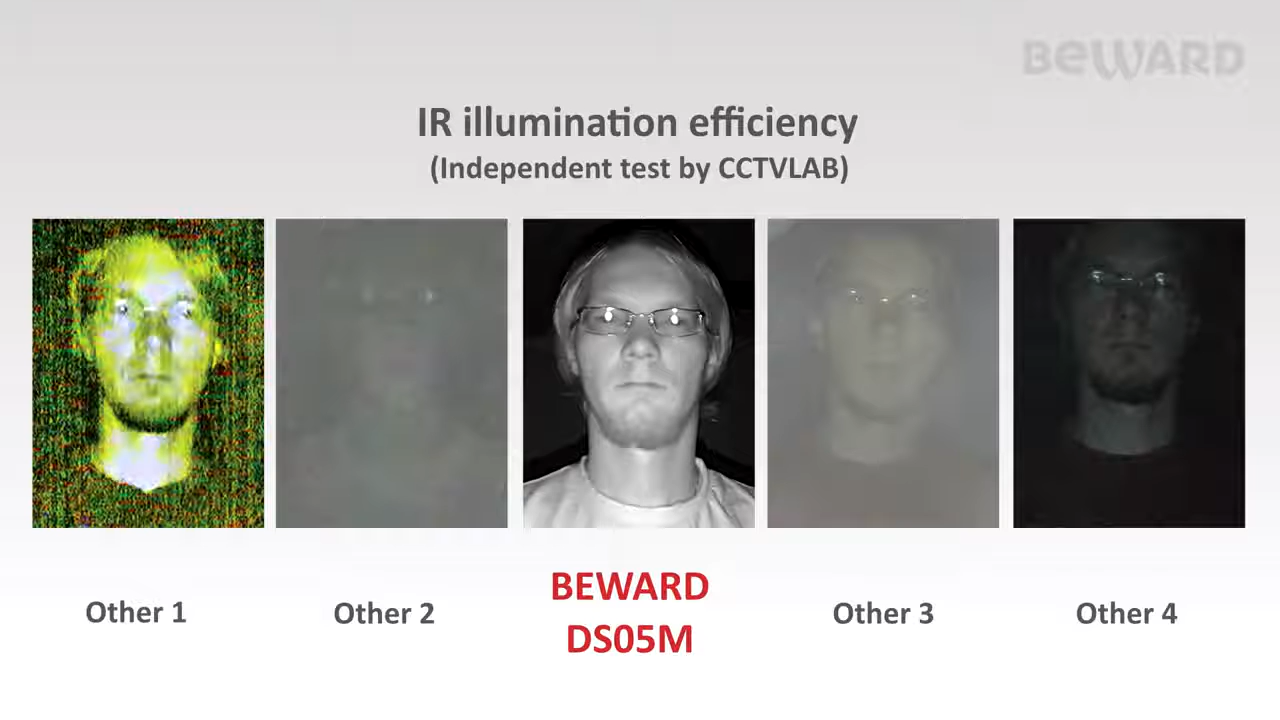 BEWARD
IR illumination efficiency
(Independent test by CCTVLAB)
Other 1
Other 2
BEWARD
DS05M
Other 3
Other 4